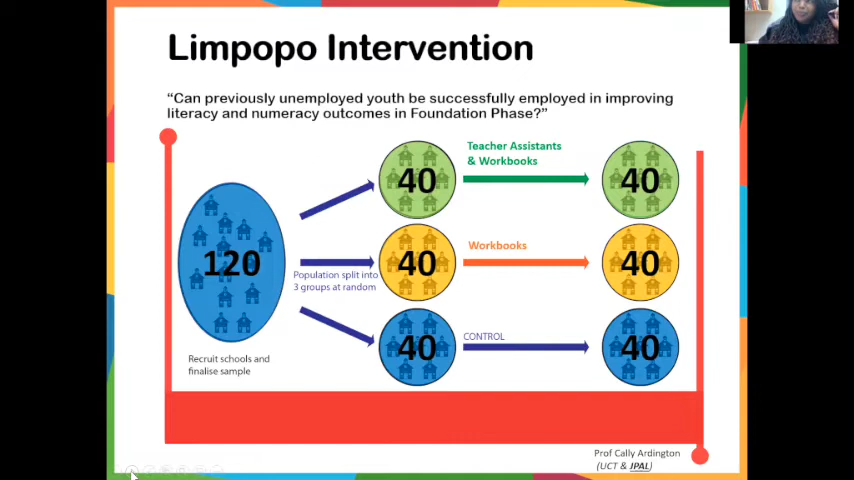 Limpopo Intervention
“Can previously unemployed youth be successfully employed in improving
literacy and numeracy outcomes in Foundation Phase?”
Teacher Assistants
& Workbooks
40
40
Workbooks
120
40
40
Population split into
3 groups at random
CONTROL
40
40
Recruit schools and
finalise sample
Prof Cally Ardington
(UCT & JPAL)